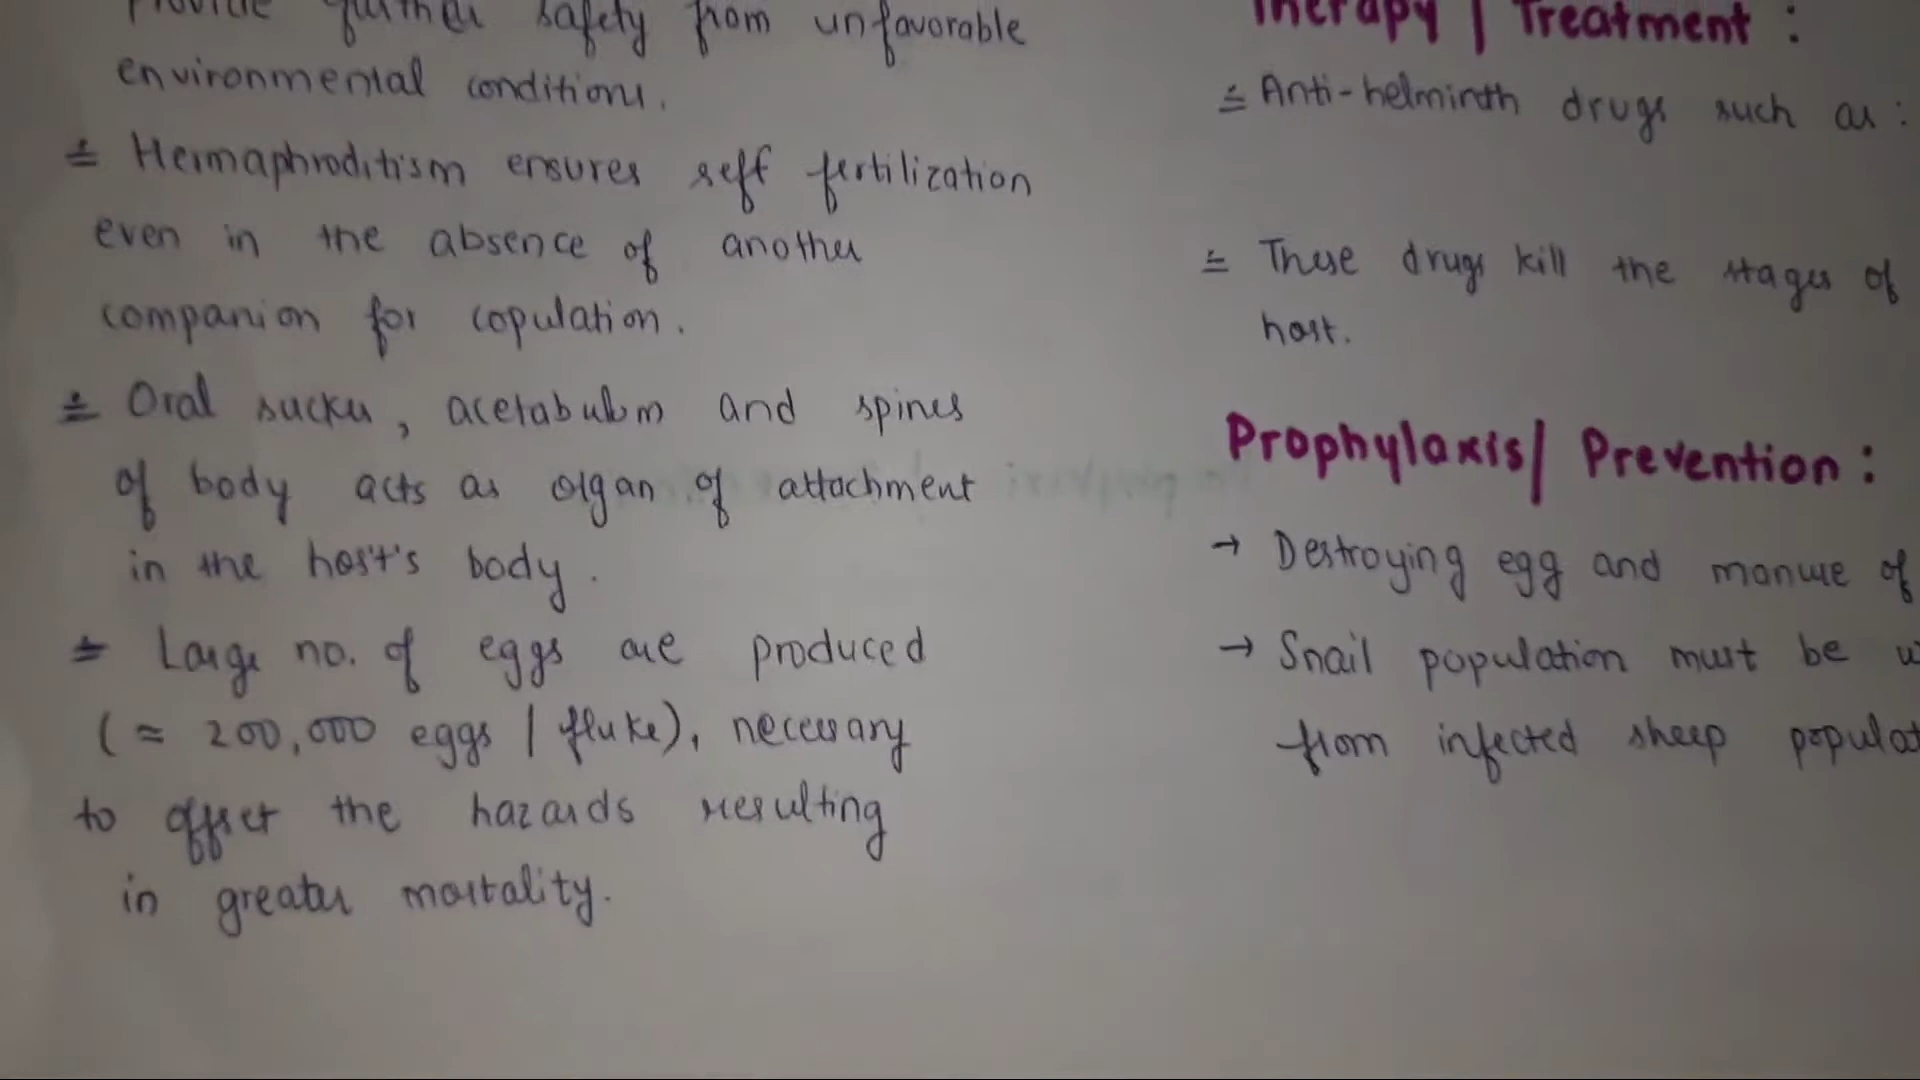 provide further safety from unfavorable
environmental conditions.
= Hermaphroditism ensures self fertilization
even in the absence of another
companion for copulation.
= Oral sucker, acetabulum and spines
of body acts as organ of attachment
in the host's body.
= Large no. of eggs are produced
(≈ 200,000 eggs / fluke), necessary
to offset the hazards resulting
in greater mortality.
Therapy / Treatment :
= Anti-helminth drugs such as :
= These drugs kill the stages of
host.
Prophylaxis/ Prevention :
→ Destroying egg and manure of
→ Snail population must be
from infected sheep populat